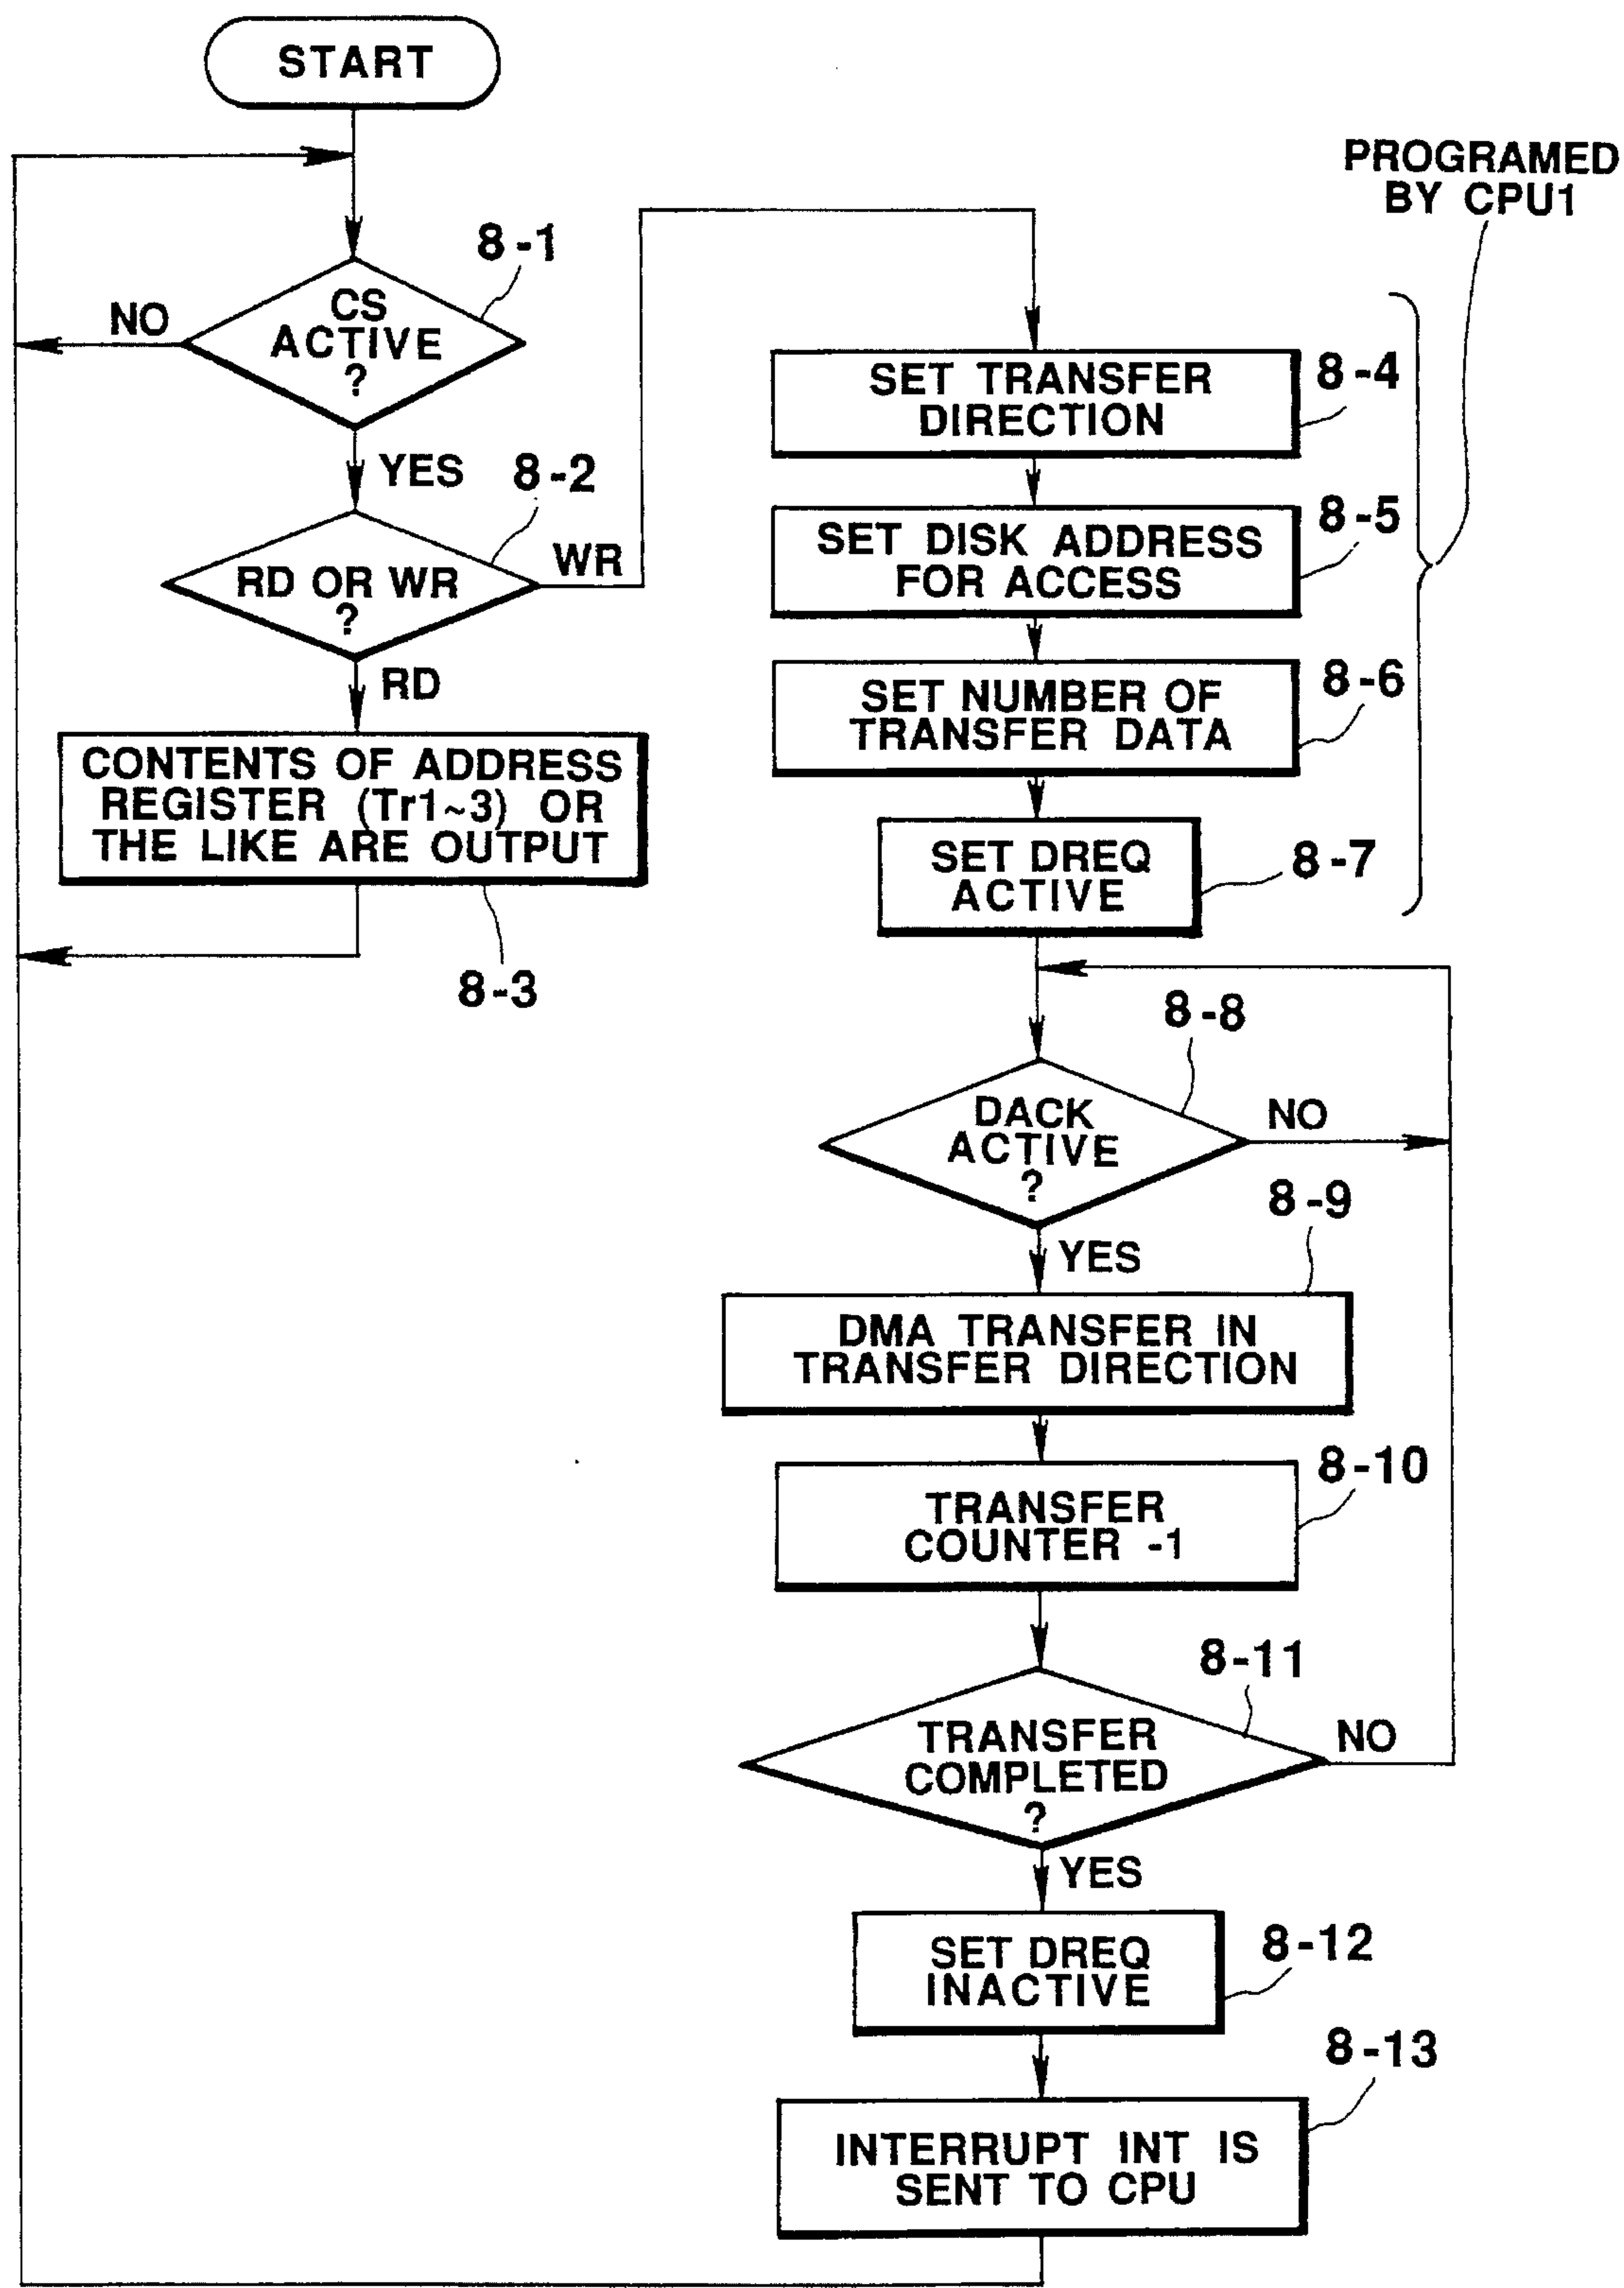 START
PROGRAMED
BY CPU1
8-1
CS
ACTIVE
?
NO
YES
8-2
RD OR WR
?
WR
RD
CONTENTS OF ADDRESS
REGISTER (Tr1~3) OR
THE LIKE ARE OUTPUT
8-3
SET TRANSFER
DIRECTION
8-4
SET DISK ADDRESS
FOR ACCESS
8-5
SET NUMBER OF
TRANSFER DATA
8-6
SET DREQ
ACTIVE
8-7
8-8
DACK
ACTIVE
?
NO
YES
8-9
DMA TRANSFER IN
TRANSFER DIRECTION
8-10
TRANSFER
COUNTER -1
8-11
TRANSFER
COMPLETED
?
NO
YES
SET DREQ
INACTIVE
8-12
8-13
INTERRUPT INT IS
SENT TO CPU